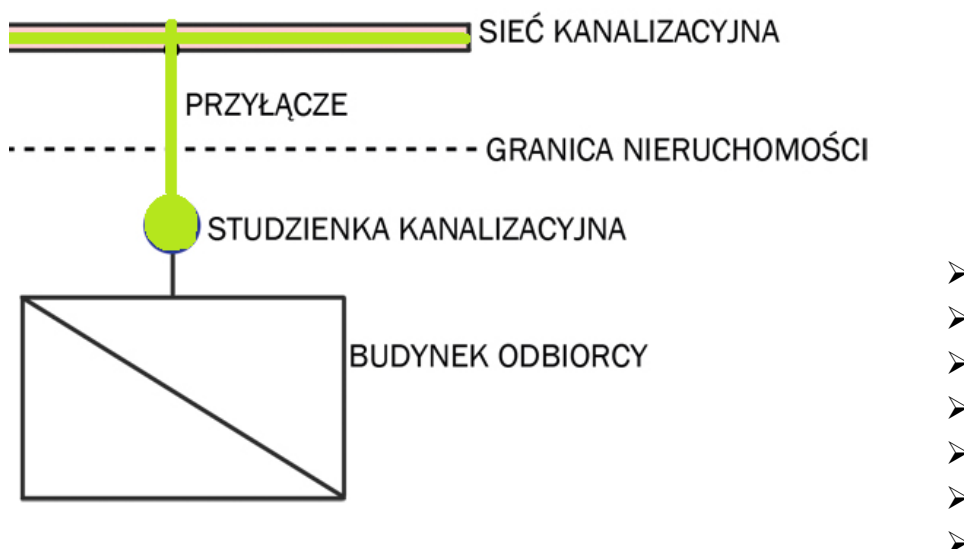 SIEĆ KANALIZACYJNA
PRZYŁĄCZE
GRANICA NIERUCHOMOŚCI
STUDZIENKA KANALIZACYJNA
BUDYNEK ODBIORCY